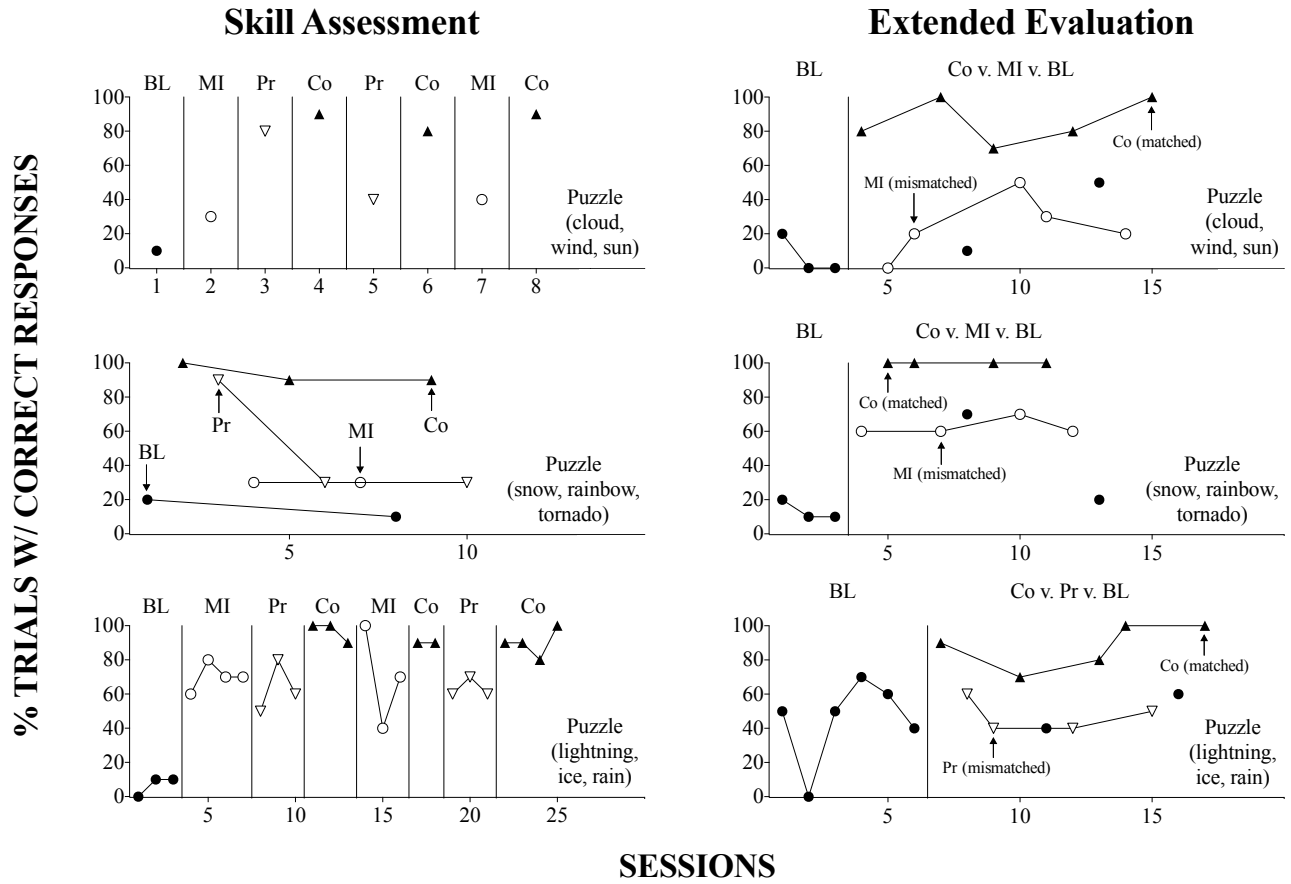 Skill Assessment
Extended Evaluation
% TRIALS W/ CORRECT RESPONSES
BL MI Pr Co Pr Co MI Co
100
80
60
40
20
0
1 2 3 4 5 6 7 8
Puzzle
(cloud,
wind, sun)
BL Co v. MI v. BL
100
80
60
40
20
0
5 10 15
Co (matched)
MI (mismatched)
Puzzle
(cloud,
wind, sun)
100
80
60
40
20
0
5 10
BL
Pr
MI
Co
Puzzle
(snow, rainbow,
tornado)
BL Co v. MI v. BL
100
80
60
40
20
0
5 10 15
Co (matched)
MI (mismatched)
Puzzle
(snow, rainbow,
tornado)
BL MI Pr Co MI Co Pr Co
100
80
60
40
20
0
5 10 15 20 25
Puzzle
(lightning,
ice, rain)
BL Co v. Pr v. BL
100
80
60
40
20
0
5 10 15
Co (matched)
Pr (mismatched)
Puzzle
(lightning,
ice, rain)
SESSIONS